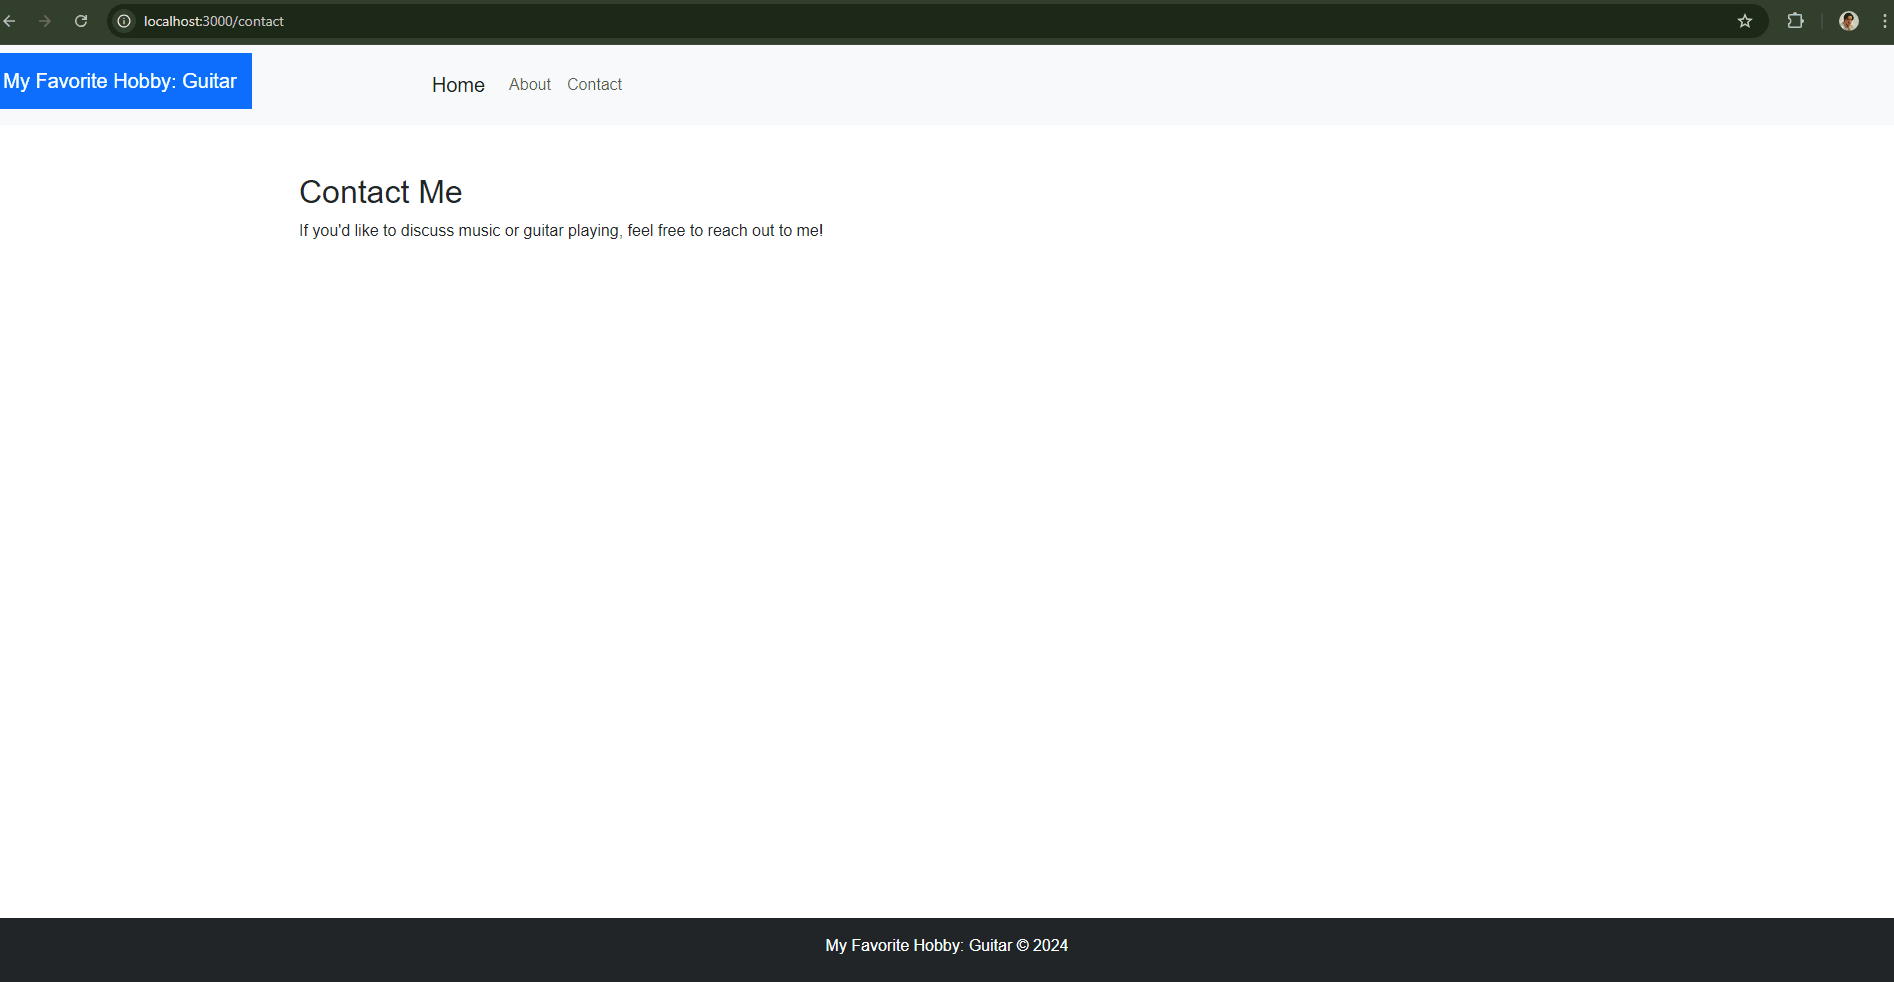 localhost:3000/contact
My Favorite Hobby: Guitar
Home About Contact
Contact Me
If you'd like to discuss music or guitar playing, feel free to reach out to me!
My Favorite Hobby: Guitar © 2024